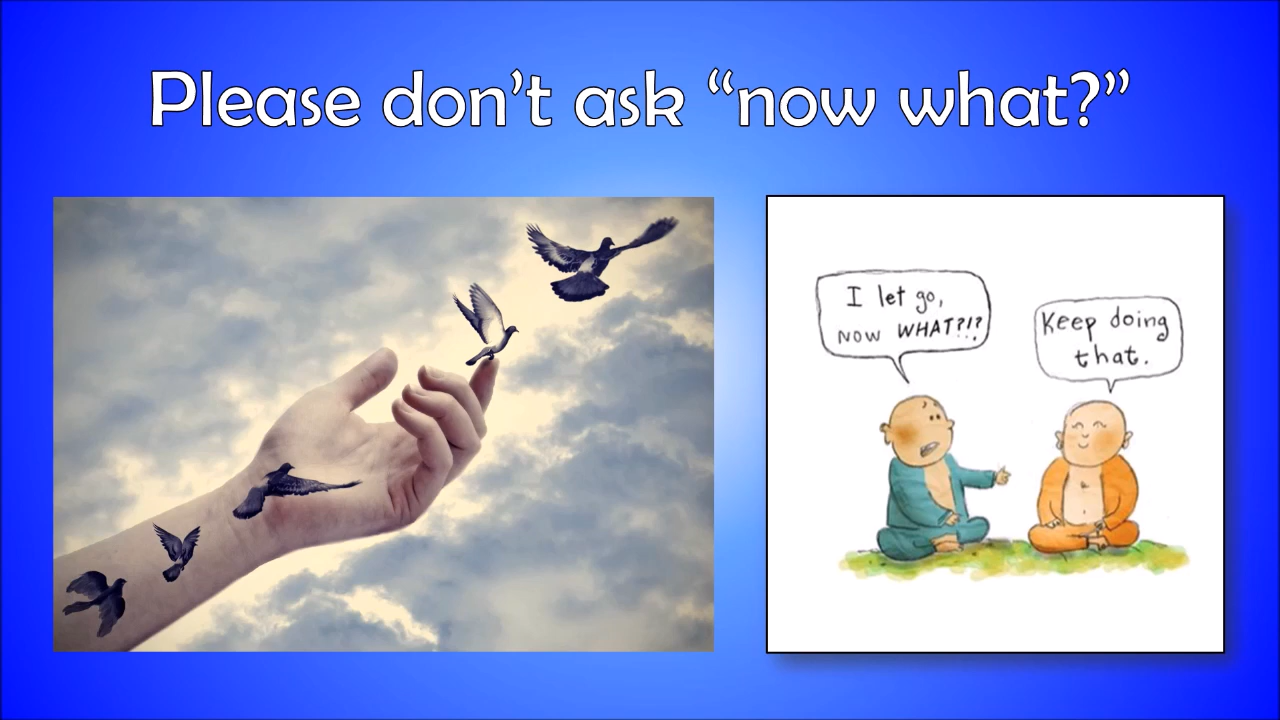 Please don’t ask “now what?”
I let go,
NOW WHAT?!?
Keep doing
that.